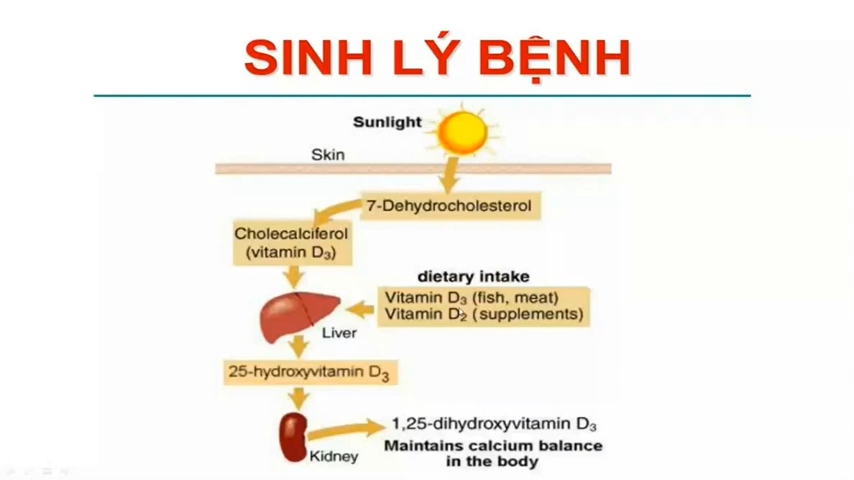 SINH LÝ BỆNH
Sunlight
Skin
7-Dehydrocholesterol
Cholecalciferol
(vitamin D₃)
dietary intake
Vitamin D₃ (fish, meat)
Vitamin D₂ (supplements)
Liver
25-hydroxyvitamin D₃
1,25-dihydroxyvitamin D₃
Maintains calcium balance
in the body
Kidney